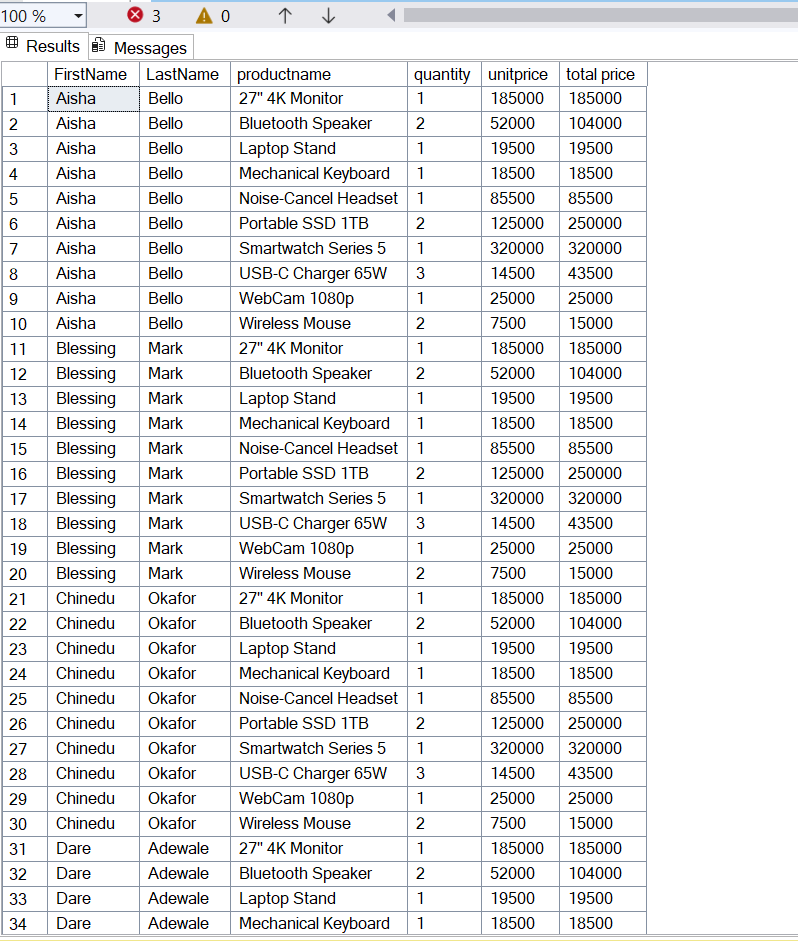 100 % 3 0
Results Messages
FirstName LastName productname quantity unitprice total price
1 Aisha Bello 27" 4K Monitor 1 185000 185000
2 Aisha Bello Bluetooth Speaker 2 52000 104000
3 Aisha Bello Laptop Stand 1 19500 19500
4 Aisha Bello Mechanical Keyboard 1 18500 18500
5 Aisha Bello Noise-Cancel Headset 1 85500 85500
6 Aisha Bello Portable SSD 1TB 2 125000 250000
7 Aisha Bello Smartwatch Series 5 1 320000 320000
8 Aisha Bello USB-C Charger 65W 3 14500 43500
9 Aisha Bello WebCam 1080p 1 25000 25000
10 Aisha Bello Wireless Mouse 2 7500 15000
11 Blessing Mark 27" 4K Monitor 1 185000 185000
12 Blessing Mark Bluetooth Speaker 2 52000 104000
13 Blessing Mark Laptop Stand 1 19500 19500
14 Blessing Mark Mechanical Keyboard 1 18500 18500
15 Blessing Mark Noise-Cancel Headset 1 85500 85500
16 Blessing Mark Portable SSD 1TB 2 125000 250000
17 Blessing Mark Smartwatch Series 5 1 320000 320000
18 Blessing Mark USB-C Charger 65W 3 14500 43500
19 Blessing Mark WebCam 1080p 1 25000 25000
20 Blessing Mark Wireless Mouse 2 7500 15000
21 Chinedu Okafor 27" 4K Monitor 1 185000 185000
22 Chinedu Okafor Bluetooth Speaker 2 52000 104000
23 Chinedu Okafor Laptop Stand 1 19500 19500
24 Chinedu Okafor Mechanical Keyboard 1 18500 18500
25 Chinedu Okafor Noise-Cancel Headset 1 85500 85500
26 Chinedu Okafor Portable SSD 1TB 2 125000 250000
27 Chinedu Okafor Smartwatch Series 5 1 320000 320000
28 Chinedu Okafor USB-C Charger 65W 3 14500 43500
29 Chinedu Okafor WebCam 1080p 1 25000 25000
30 Chinedu Okafor Wireless Mouse 2 7500 15000
31 Dare Adewale 27" 4K Monitor 1 185000 185000
32 Dare Adewale Bluetooth Speaker 2 52000 104000
33 Dare Adewale Laptop Stand 1 19500 19500
34 Dare Adewale Mechanical Keyboard 1 18500 18500